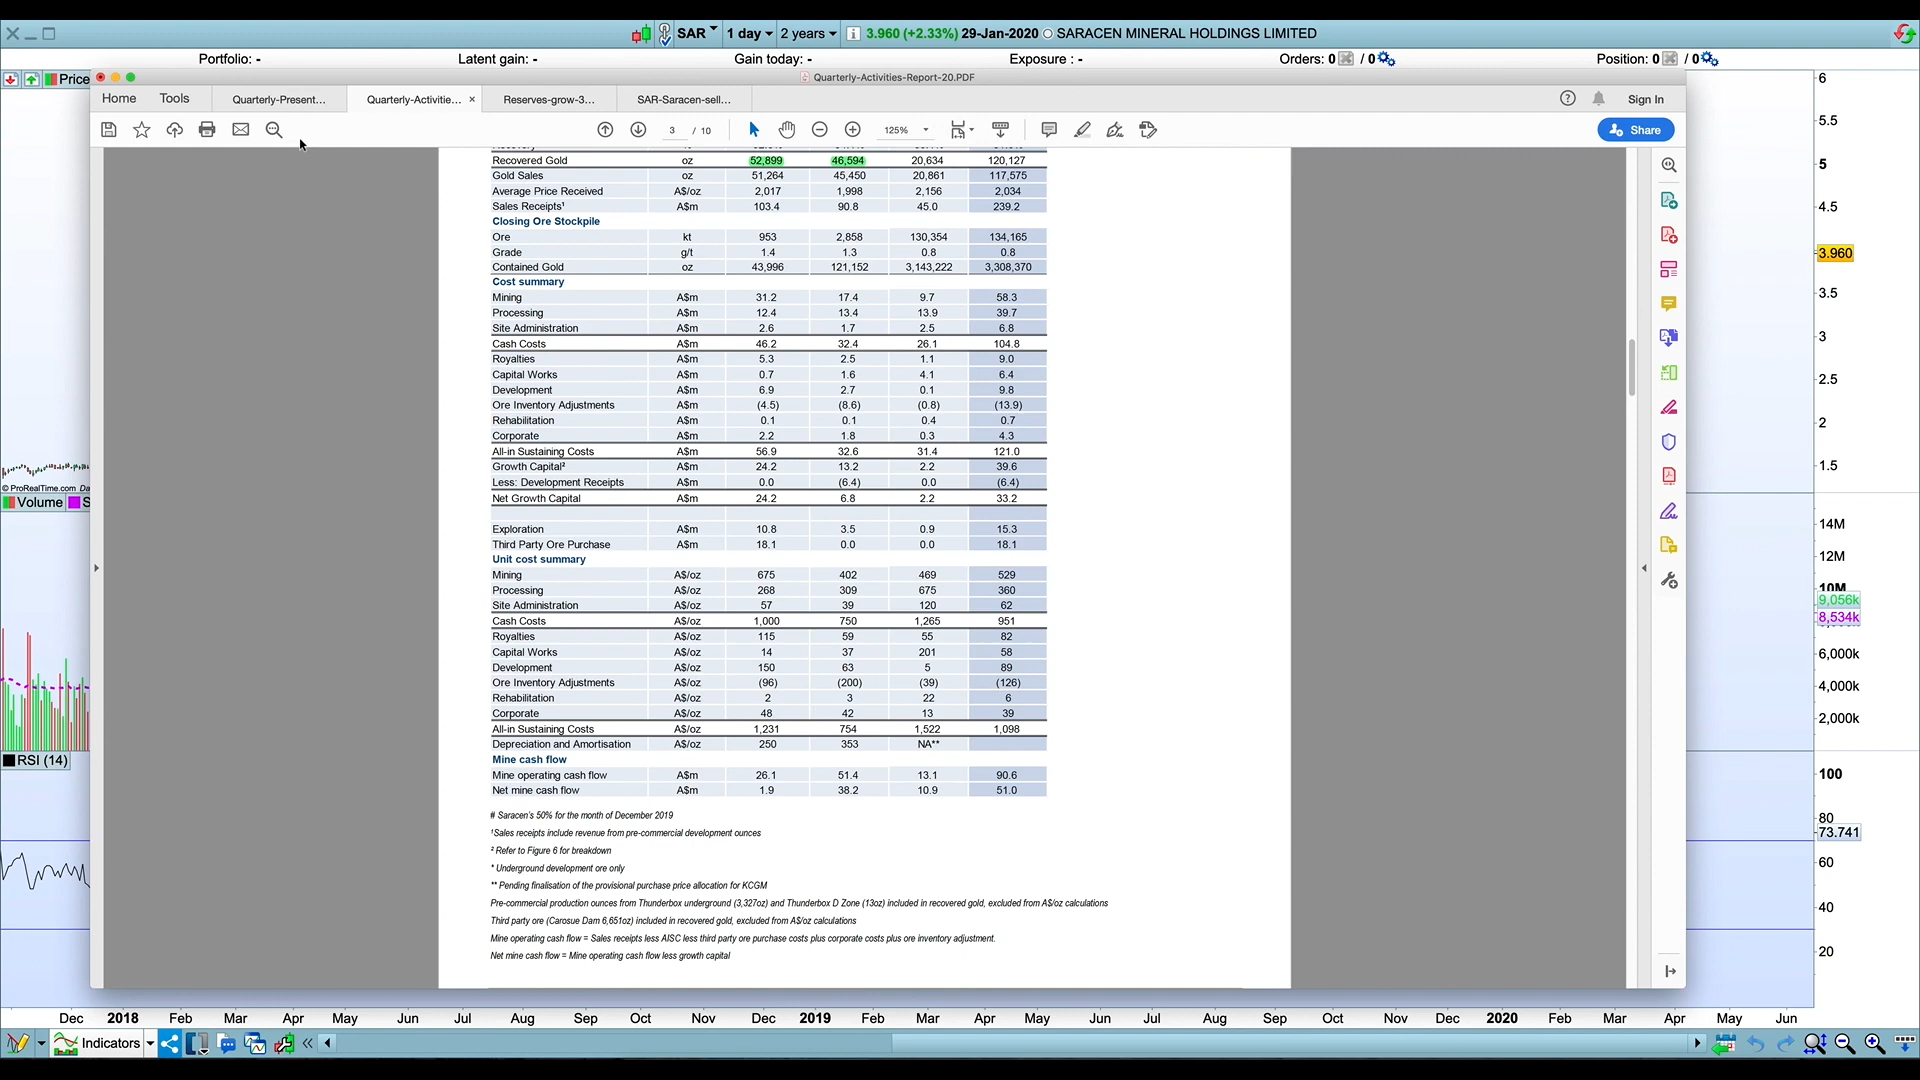 SAR 1 day 2 years 3.960 (+2.33%) 29-Jan-2020 SARACEN MINERAL HOLDINGS LIMITED
Portfolio: - Latent gain: - Gain today: - Exposure : - Orders: 0 / 0 Position: 0 / 0
Price
Quarterly-Activities-Report-20.PDF
Home Tools Quarterly-Present... Quarterly-Activitie... × Reserves-grow-3... SAR-Saracen-sell... Sign In
3 / 10 125% Share
Recovered Gold oz 52,899 46,594 20,634 120,127
Gold Sales oz 51,264 45,450 20,861 117,575
Average Price Received A$/oz 2,017 1,998 2,156 2,034
Sales Receipts¹ A$m 103.4 90.8 45.0 239.2
Closing Ore Stockpile
Ore kt 953 2,858 130,354 134,165
Grade g/t 1.4 1.3 0.8 0.8
Contained Gold oz 43,996 121,152 3,143,222 3,308,370
Cost summary
Mining A$m 31.2 17.4 9.7 58.3
Processing A$m 12.4 13.4 13.9 39.7
Site Administration A$m 2.6 1.7 2.5 6.8
Cash Costs A$m 46.2 32.4 26.1 104.8
Royalties A$m 5.3 2.5 1.1 9.0
Capital Works A$m 0.7 1.6 4.1 6.4
Development A$m 6.9 2.7 0.1 9.8
Ore Inventory Adjustments A$m (4.5) (8.6) (0.8) (13.9)
Rehabilitation A$m 0.1 0.1 0.4 0.7
Corporate A$m 2.2 1.8 0.3 4.3
All-in Sustaining Costs A$m 56.9 32.6 31.4 121.0
Growth Capital² A$m 24.2 13.2 2.2 39.6
Less: Development Receipts A$m 0.0 (6.4) 0.0 (6.4)
Net Growth Capital A$m 24.2 6.8 2.2 33.2
Exploration A$m 10.8 3.5 0.9 15.3
Third Party Ore Purchase A$m 18.1 0.0 0.0 18.1
Unit cost summary
Mining A$/oz 675 402 469 529
Processing A$/oz 268 309 675 360
Site Administration A$/oz 57 39 120 62
Cash Costs A$/oz 1,000 750 1,265 951
Royalties A$/oz 115 59 55 82
Capital Works A$/oz 14 37 201 58
Development A$/oz 150 63 5 89
Ore Inventory Adjustments A$/oz (96) (200) (39) (126)
Rehabilitation A$/oz 2 3 22 6
Corporate A$/oz 48 42 13 39
All-in Sustaining Costs A$/oz 1,231 754 1,522 1,098
Depreciation and Amortisation A$/oz 250 353 NA**
Mine cash flow
Mine operating cash flow A$m 26.1 51.4 13.1 90.6
Net mine cash flow A$m 1.9 38.2 10.9 51.0
# Saracen's 50% for the month of December 2019
¹Sales receipts include revenue from pre-commercial development ounces
² Refer to Figure 6 for breakdown
* Underground development ore only
** Pending finalisation of the provisional purchase price allocation for KCGM
Pre-commercial production ounces from Thunderbox underground (3,327oz) and Thunderbox D Zone (13oz) included in recovered gold, excluded from A$/oz calculations
Third party ore (Carosue Dam 6,651oz) included in recovered gold, excluded from A$/oz calculations
Mine operating cash flow = Sales receipts less AISC less third party ore purchase costs plus corporate costs plus ore inventory adjustment.
Net mine cash flow = Mine operating cash flow less growth capital
© ProRealTime.com
Volume
RSI (14)
6
5.5
5
4.5
3.960
3.5
3
2.5
2
1.5
14M
12M
10M
9,056k
8,534k
6,000k
4,000k
2,000k
100
80
73.741
60
40
20
Dec 2018 Feb Mar Apr May Jun Jul Aug Sep Oct Nov Dec 2019 Feb Mar Apr May Jun Jul Aug Sep Oct Nov Dec 2020 Feb Mar Apr May Jun
Indicators